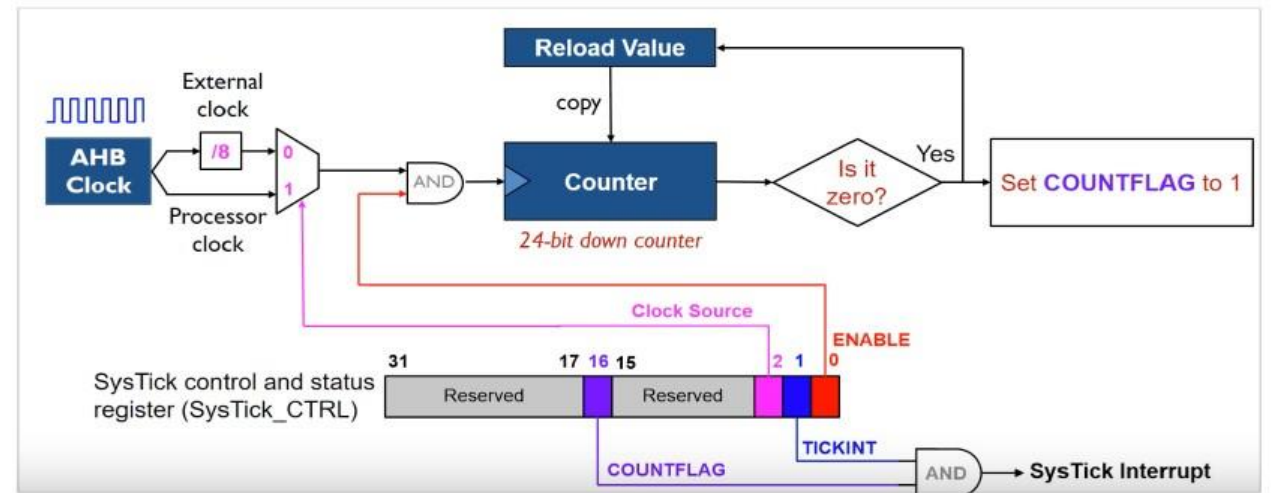 Reload Value
External
clock
copy
/8
AHB
Clock
0
1
AND
Counter
Is it
zero?
Yes
Set COUNTFLAG to 1
Processor
clock
24-bit down counter
Clock Source
ENABLE
31
17 16 15
2 1 0
SysTick control and status
register (SysTick_CTRL)
Reserved
Reserved
TICKINT
COUNTFLAG
AND
SysTick Interrupt